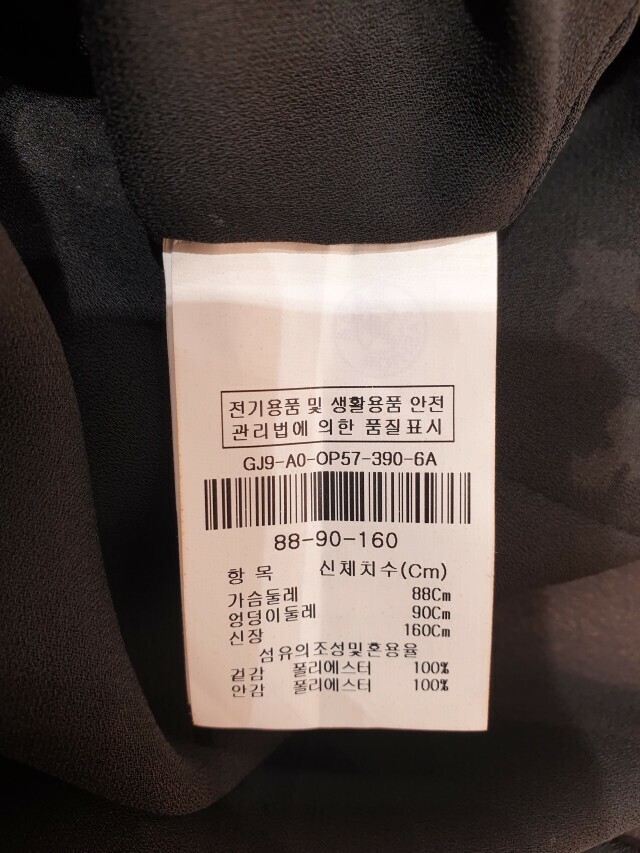 전기용품 및 생활용품 안전
관리법에 의한 품질표시
GJ9-A0-OP57-390-6A
88-90-160
항 목 신체치수(Cm)
가슴둘레 88Cm
엉덩이둘레 90Cm
신장 160Cm
섬유의조성및혼용율
겉감 폴리에스터 100%
안감 폴리에스터 100%